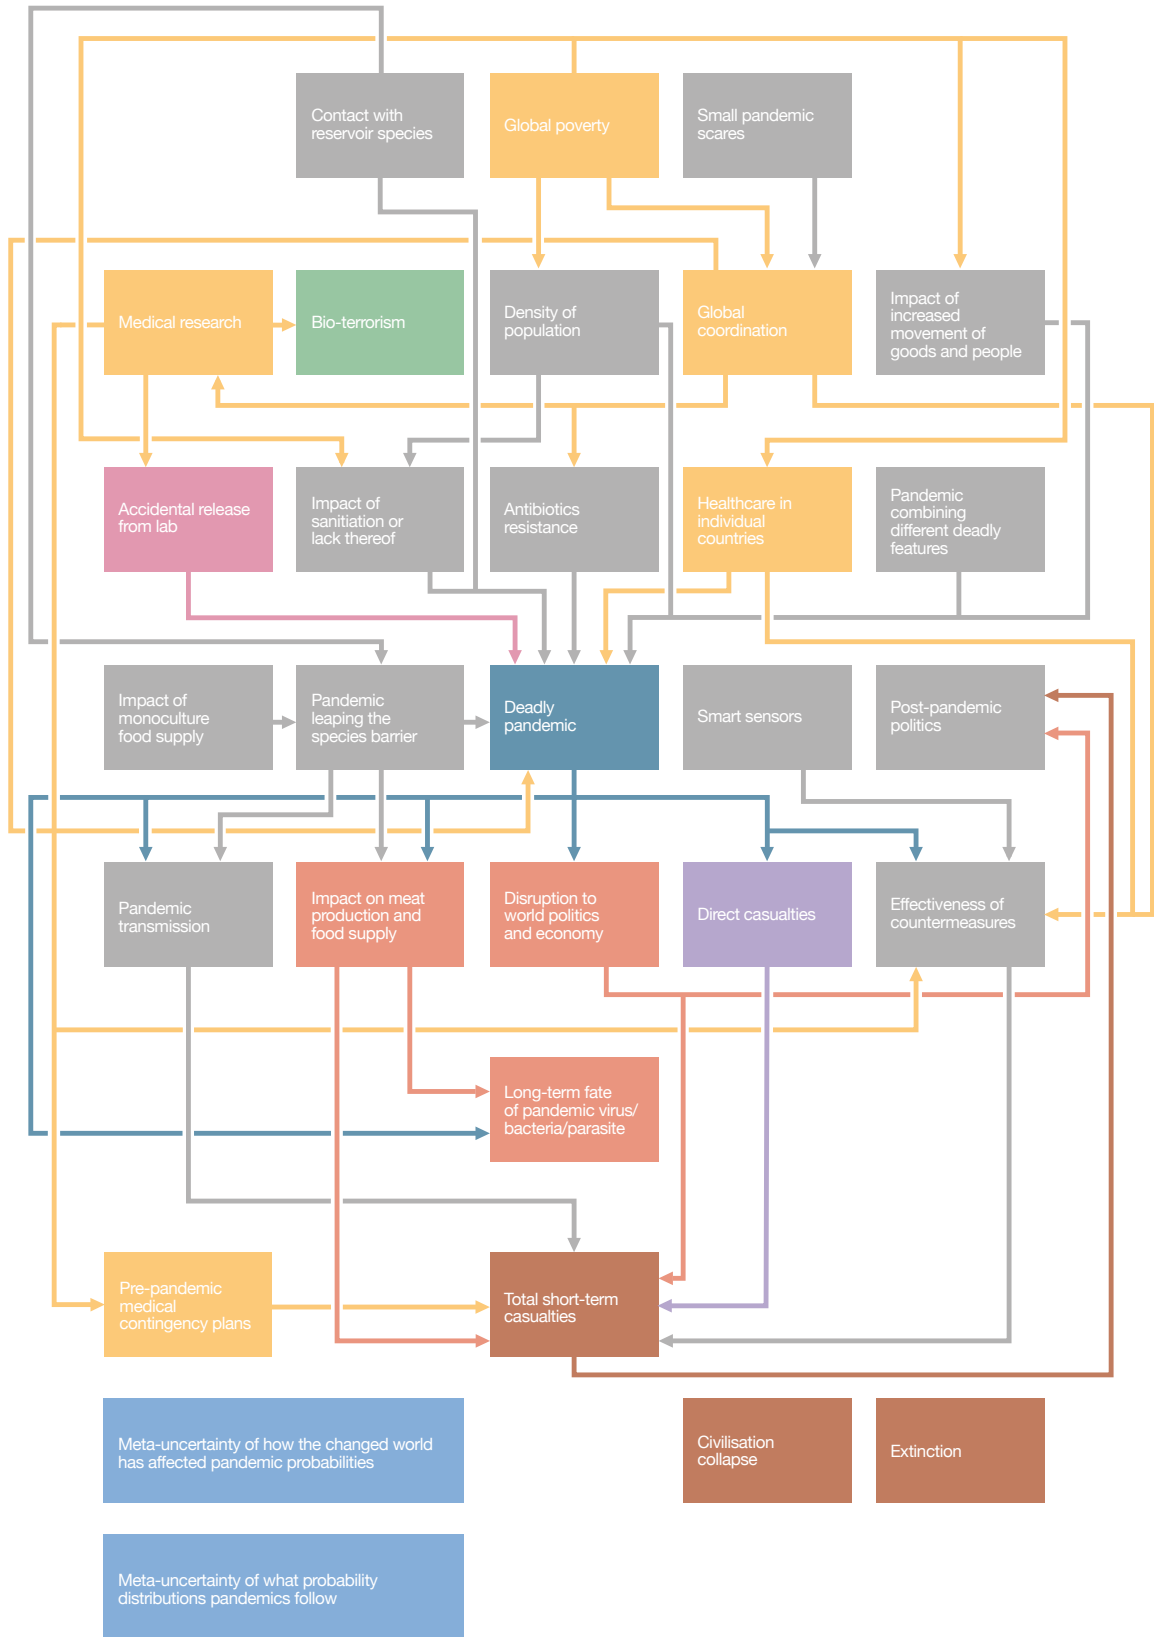 Contact with
reservoir species
Global poverty
Small pandemic
scares
Medical research
Bio-terrorism
Density of
population
Global
coordination
Impact of
increased
movement of
goods and people
Accidental release
from lab
Impact of
sanitiation or
lack thereof
Antibiotics
resistance
Healthcare in
individual
countries
Pandemic
combining
different deadly
features
Impact of
monoculture
food supply
Pandemic
leaping the
species barrier
Deadly
pandemic
Smart sensors
Post-pandemic
politics
Pandemic
transmission
Impact on meat
production and
food supply
Disruption to
world politics
and economy
Direct casualties
Effectiveness of
countermeasures
Long-term fate
of pandemic virus/
bacteria/parasite
Pre-pandemic
medical
contingency plans
Total short-term
casualties
Meta-uncertainty of how the changed world
has affected pandemic probabilities
Civilisation
collapse
Extinction
Meta-uncertainty of what probability
distributions pandemics follow